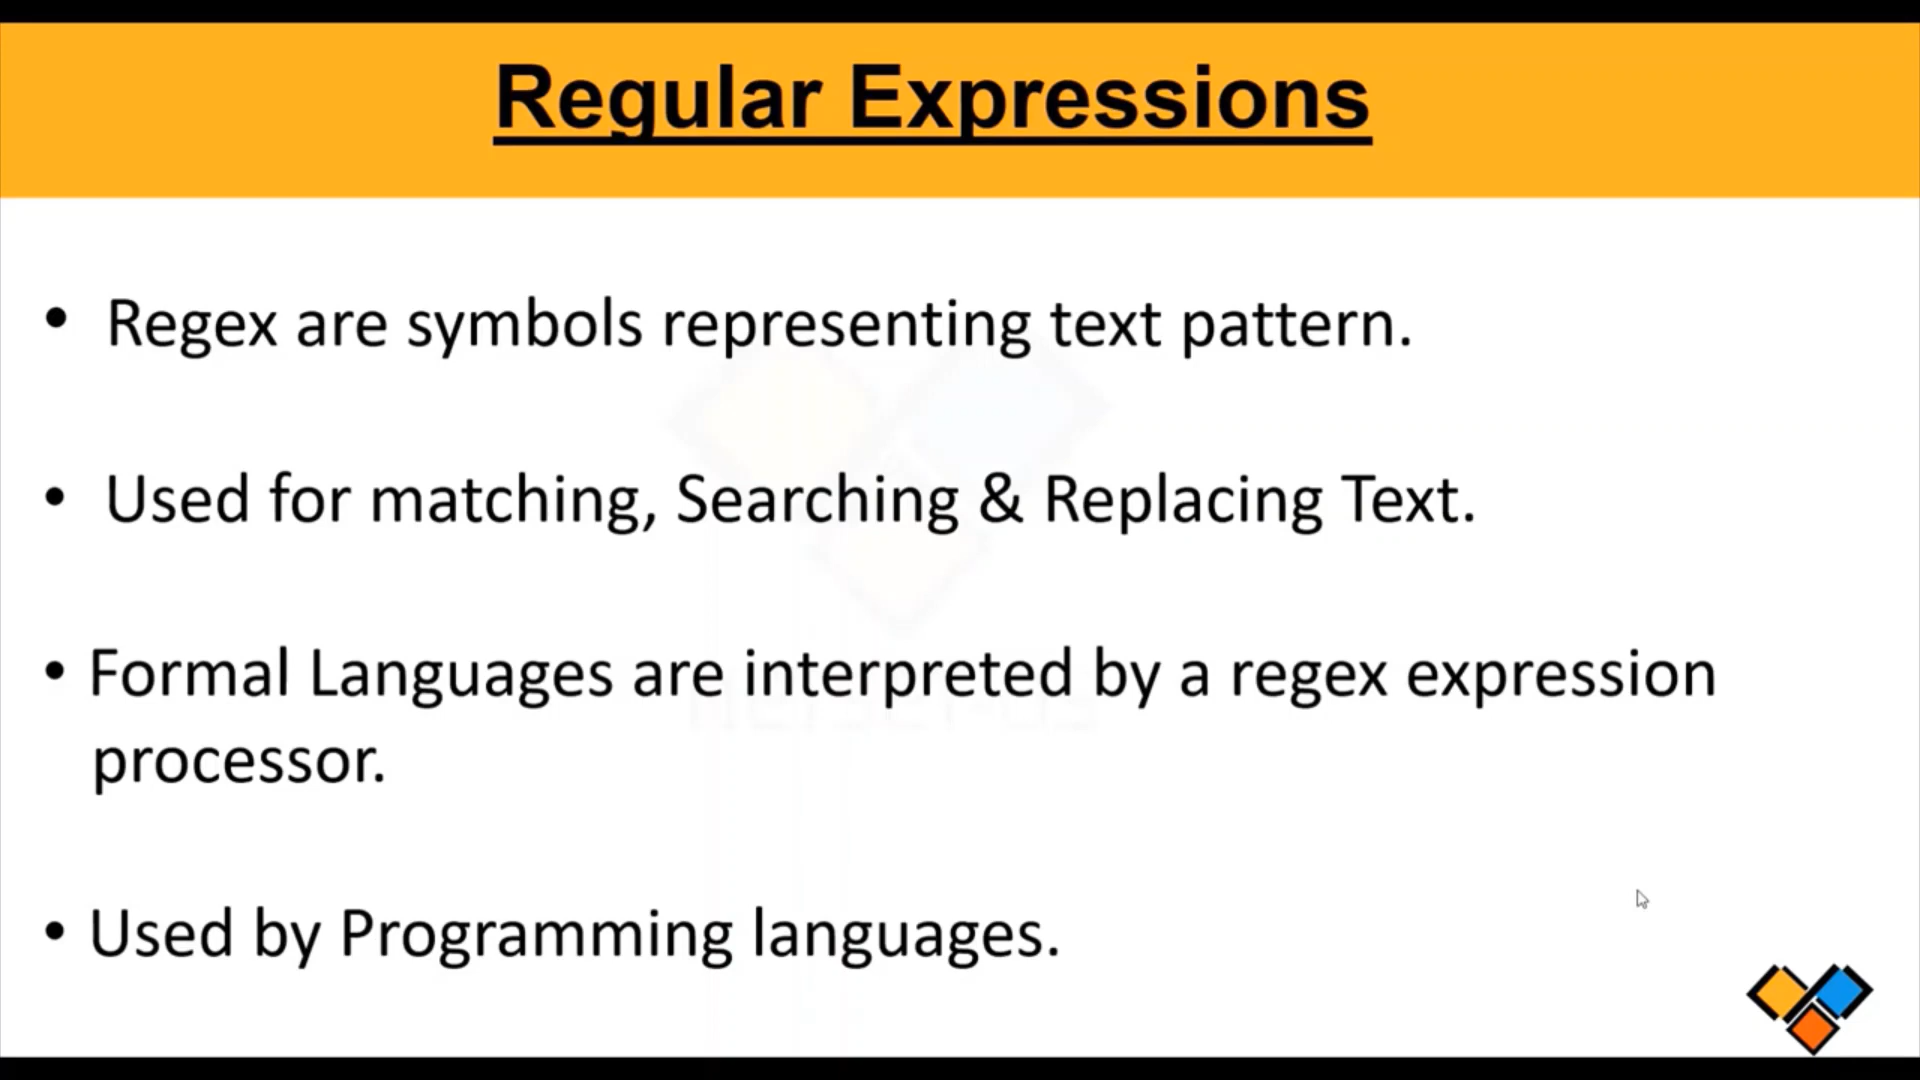 Regular Expressions
• Regex are symbols representing text pattern.
• Used for matching, Searching & Replacing Text.
• Formal Languages are interpreted by a regex expression
processor.
• Used by Programming languages.